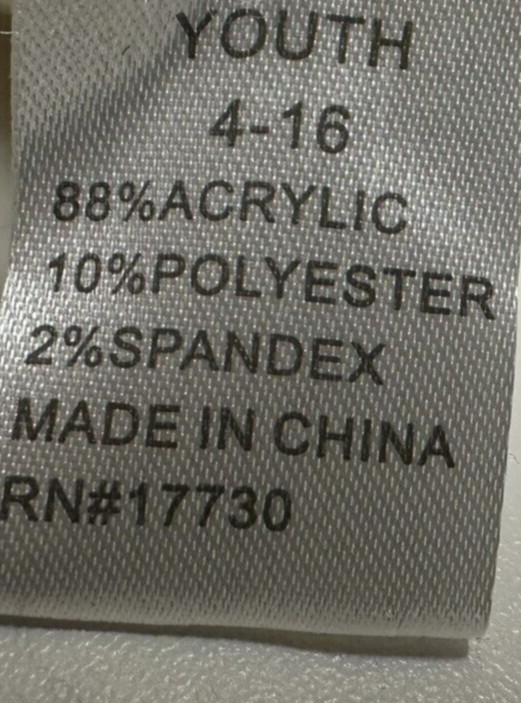 YOUTH
4-16
88%ACRYLIC
10%POLYESTER
2%SPANDEX
MADE IN CHINA
RN#17730